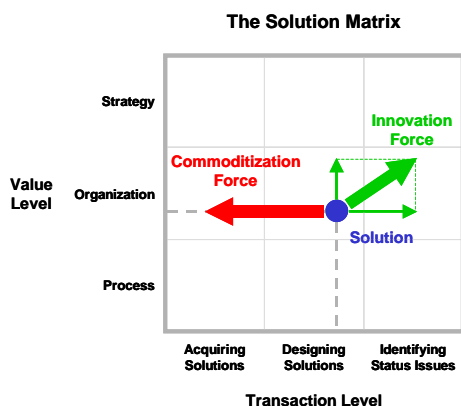 The Solution Matrix
Strategy
Innovation
Force
Commoditization
Force
Value
Level
Organization
Solution
Process
Acquiring
Solutions
Designing
Solutions
Identifying
Status Issues
Transaction Level